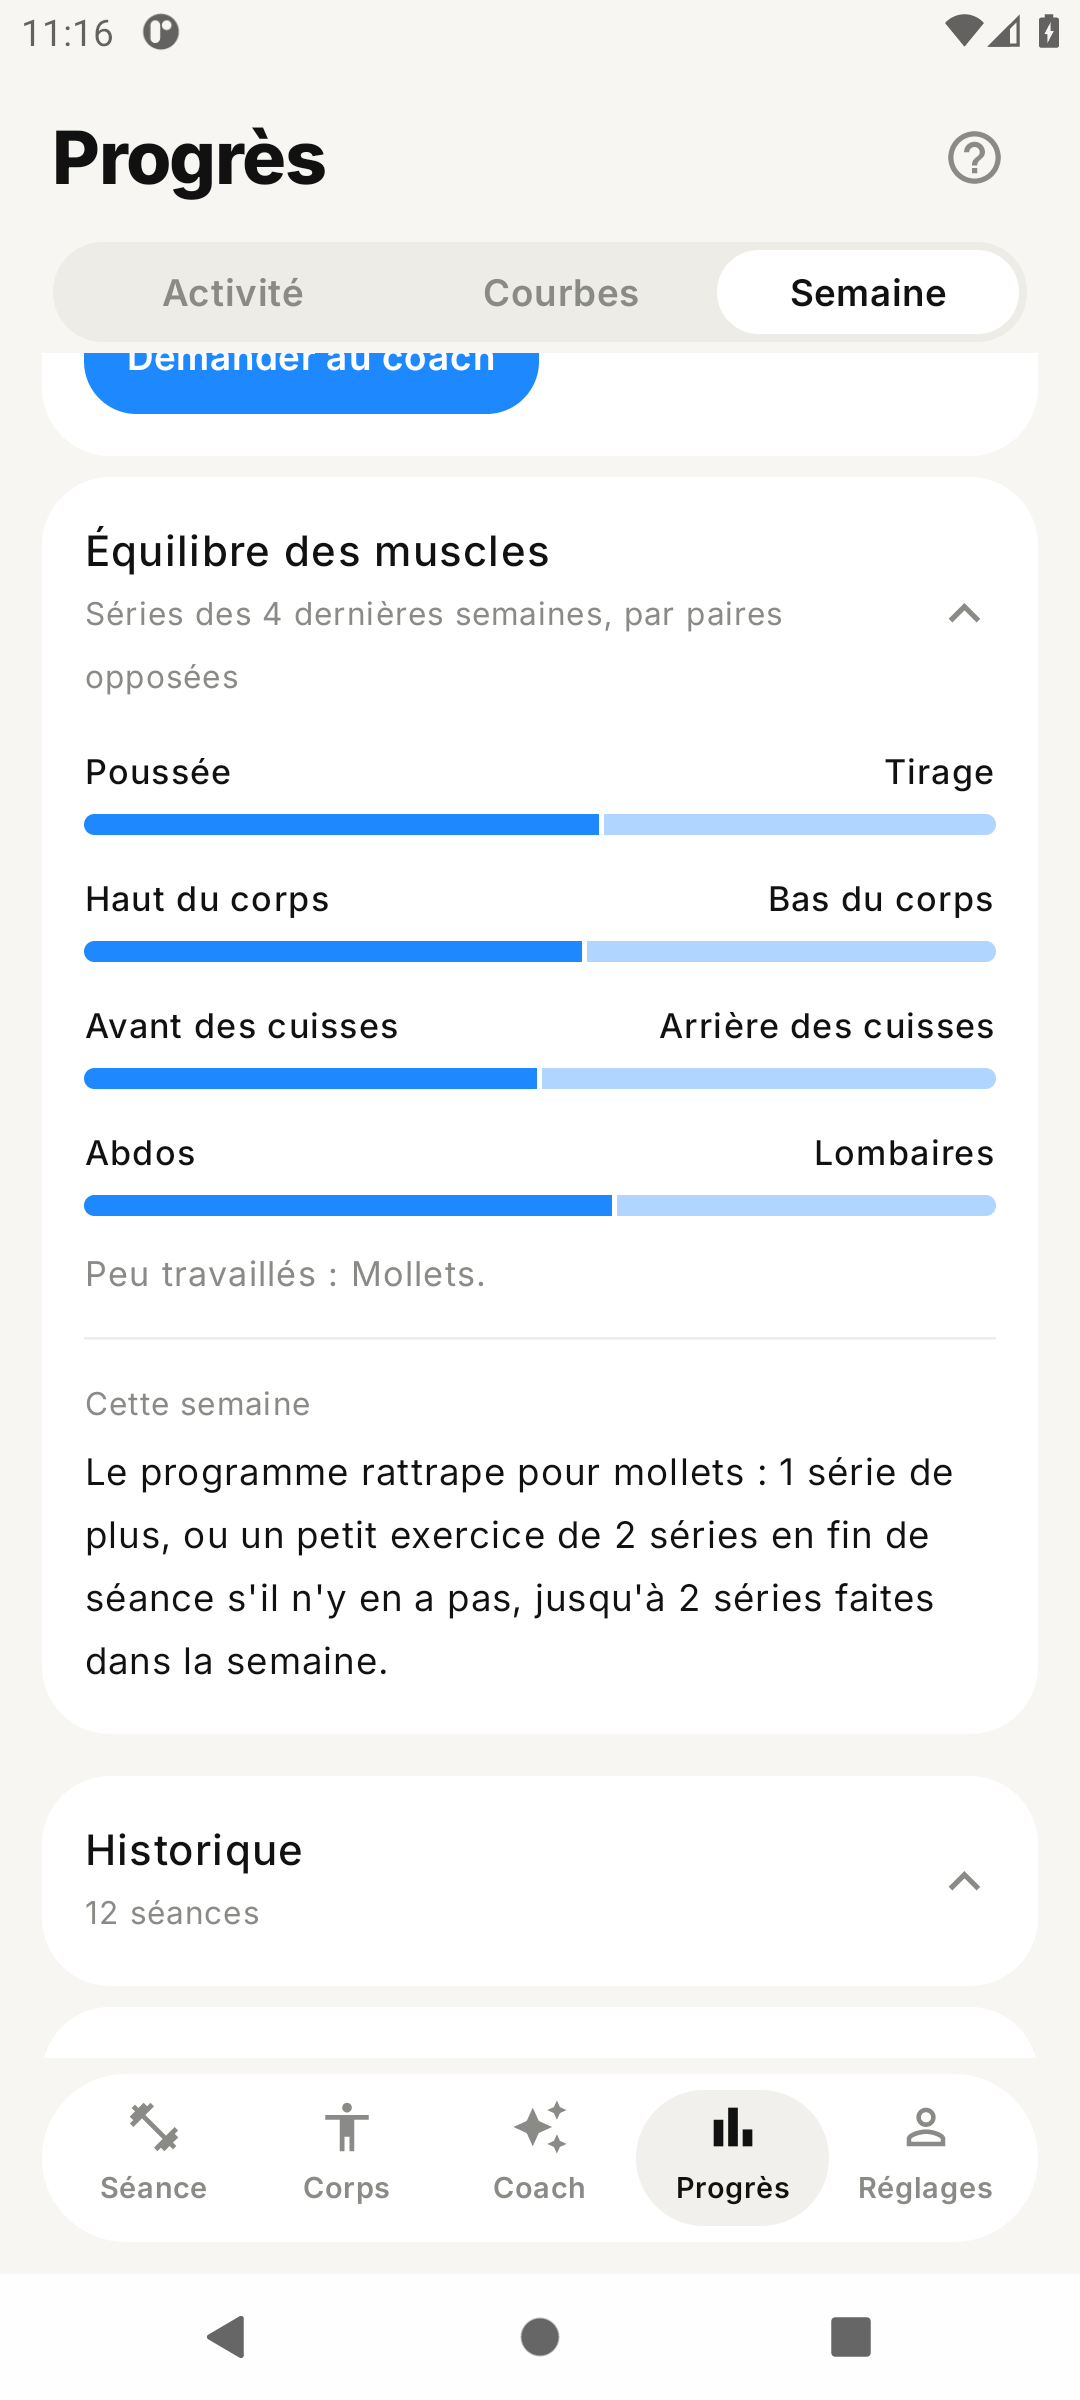 11:16
Progrès
Activité
Courbes
Semaine
Demander au coach
Équilibre des muscles
Séries des 4 dernières semaines, par paires
opposées
Poussée
Tirage
Haut du corps
Bas du corps
Avant des cuisses
Arrière des cuisses
Abdos
Lombaires
Peu travaillés : Mollets.
Cette semaine
Le programme rattrape pour mollets : 1 série de
plus, ou un petit exercice de 2 séries en fin de
séance s'il n'y en a pas, jusqu'à 2 séries faites
dans la semaine.
Historique
12 séances
Séance
Corps
Coach
Progrès
Réglages